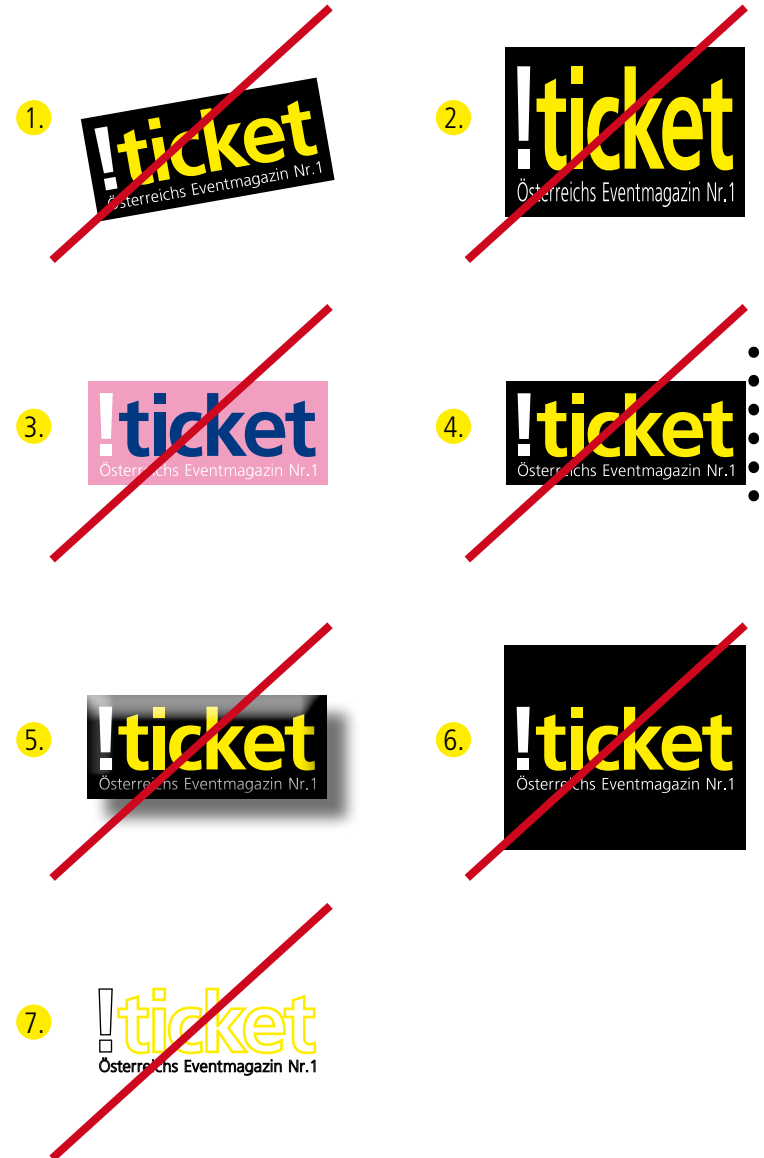 1.
!ticket
Österreichs Eventmagazin Nr.1
2.
!ticket
Österreichs Eventmagazin Nr.1
3.
!ticket
Österreichs Eventmagazin Nr.1
4.
!ticket
Österreichs Eventmagazin Nr.1
5.
!ticket
Österreichs Eventmagazin Nr.1
6.
!ticket
Österreichs Eventmagazin Nr.1
7.
!ticket
Österreichs Eventmagazin Nr.1